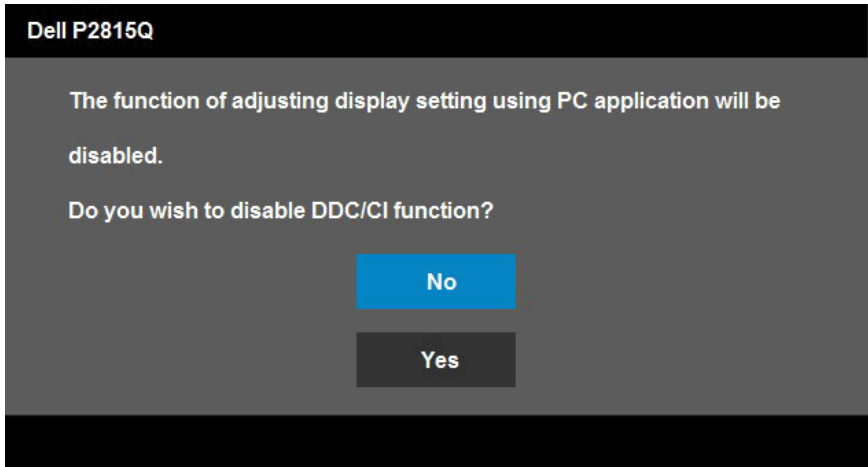 Dell P2815Q
The function of adjusting display setting using PC application will be
disabled.
Do you wish to disable DDC/CI function?
No
Yes